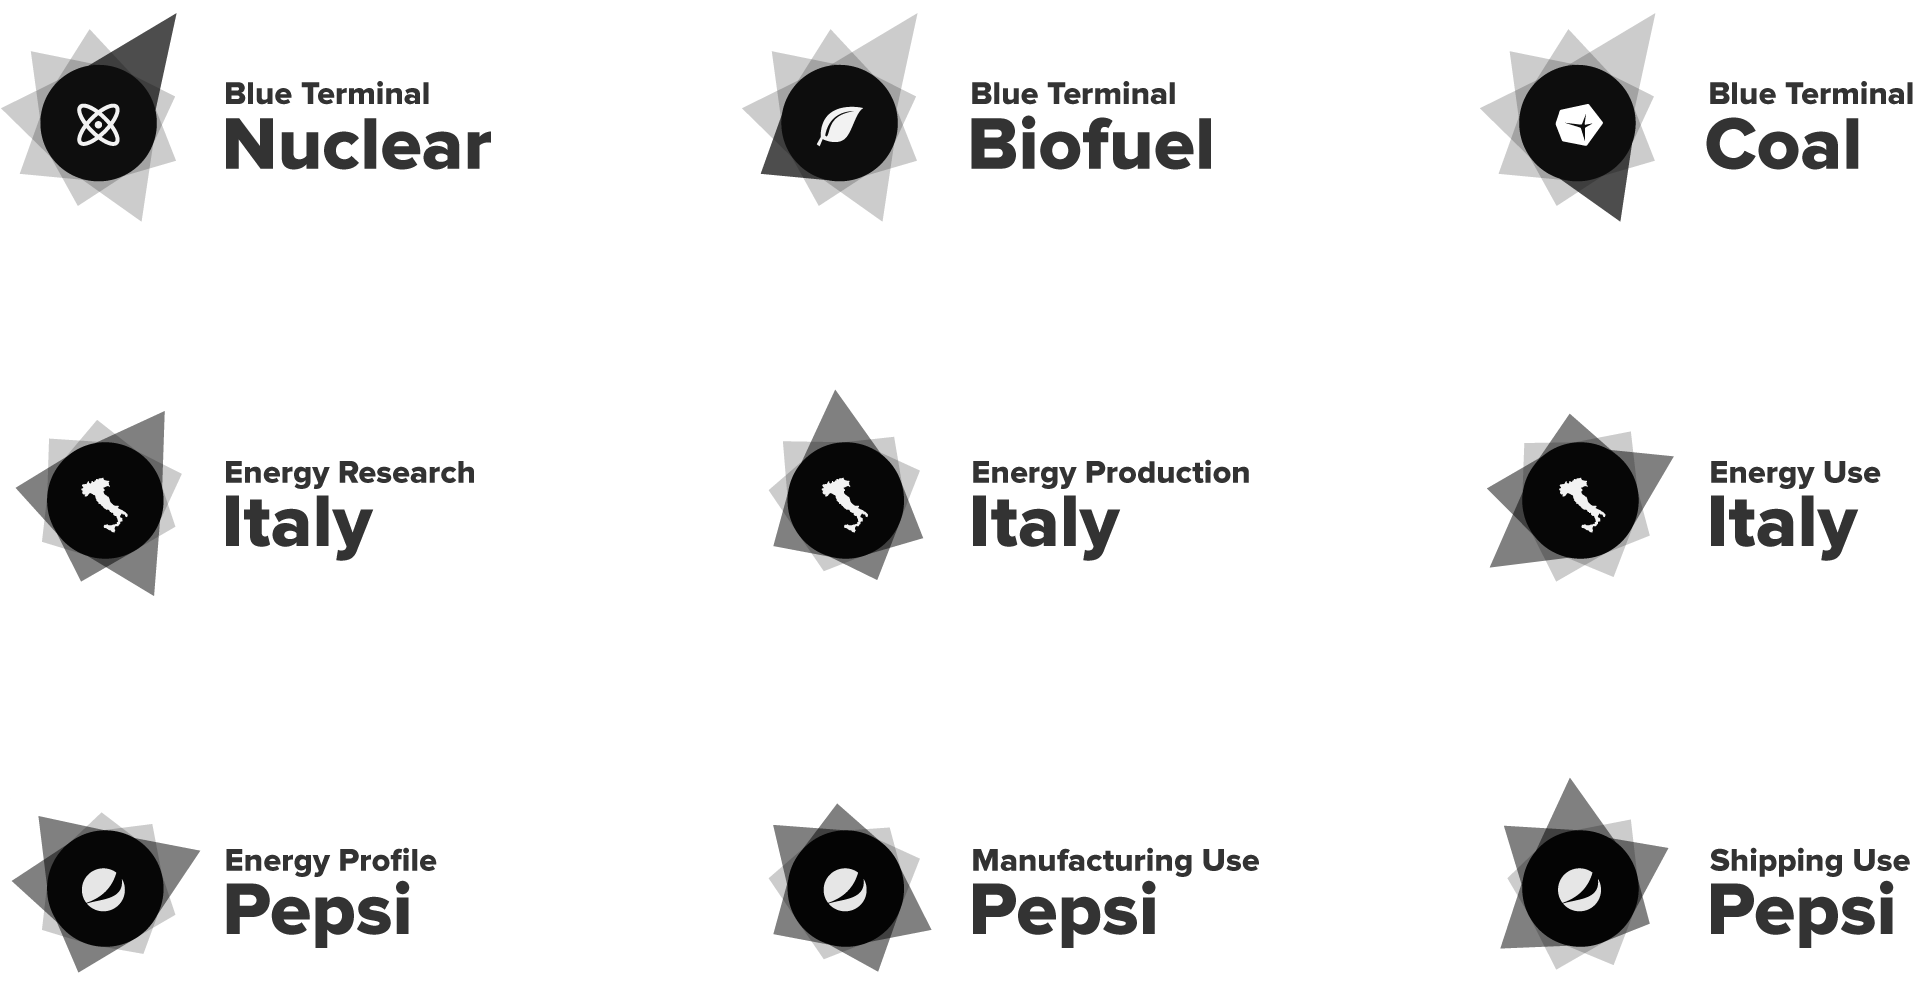 Blue Terminal
Nuclear
Blue Terminal
Biofuel
Blue Terminal
Coal
Energy Research
Italy
Energy Production
Italy
Energy Use
Italy
Energy Profile
Pepsi
Manufacturing Use
Pepsi
Shipping Use
Pepsi